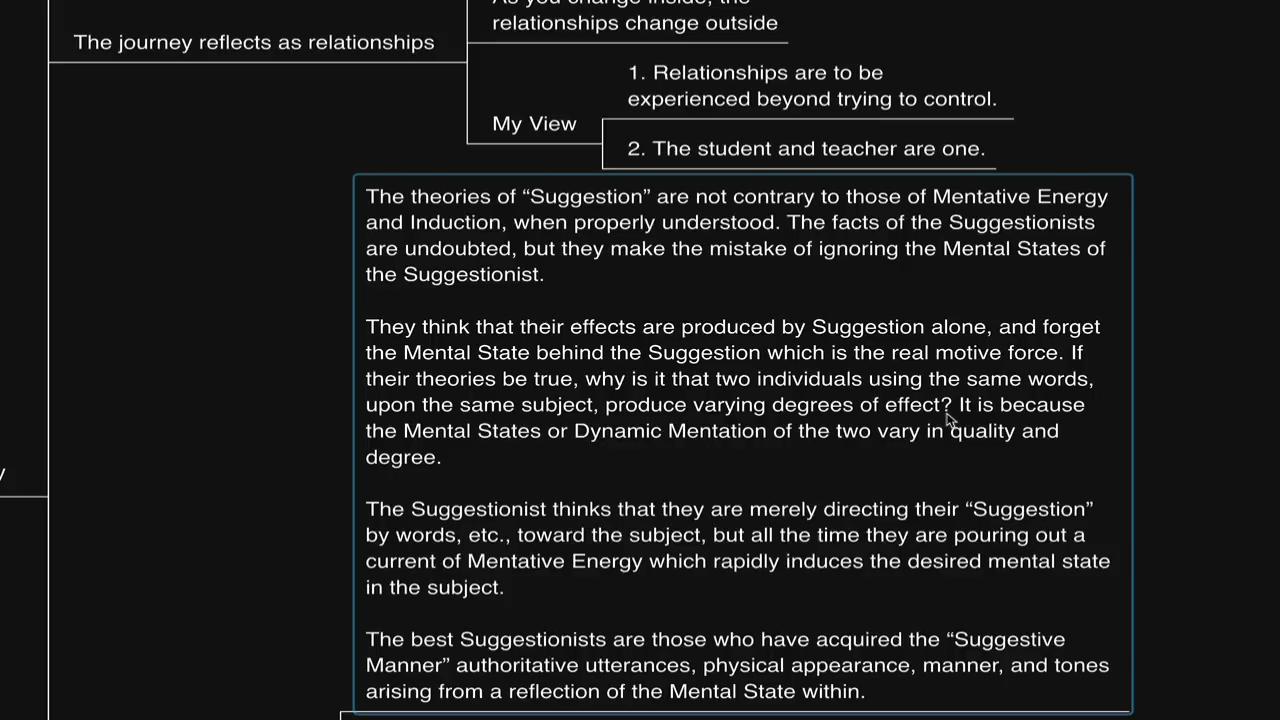 As you change inside, the
relationships change outside
The journey reflects as relationships
1. Relationships are to be
experienced beyond trying to control.
My View
2. The student and teacher are one.
The theories of “Suggestion” are not contrary to those of Mentative Energy
and Induction, when properly understood. The facts of the Suggestionists
are undoubted, but they make the mistake of ignoring the Mental States of
the Suggestionist.
They think that their effects are produced by Suggestion alone, and forget
the Mental State behind the Suggestion which is the real motive force. If
their theories be true, why is it that two individuals using the same words,
upon the same subject, produce varying degrees of effect? It is because
the Mental States or Dynamic Mentation of the two vary in quality and
degree.
The Suggestionist thinks that they are merely directing their “Suggestion”
by words, etc., toward the subject, but all the time they are pouring out a
current of Mentative Energy which rapidly induces the desired mental state
in the subject.
The best Suggestionists are those who have acquired the “Suggestive
Manner” authoritative utterances, physical appearance, manner, and tones
arising from a reflection of the Mental State within.